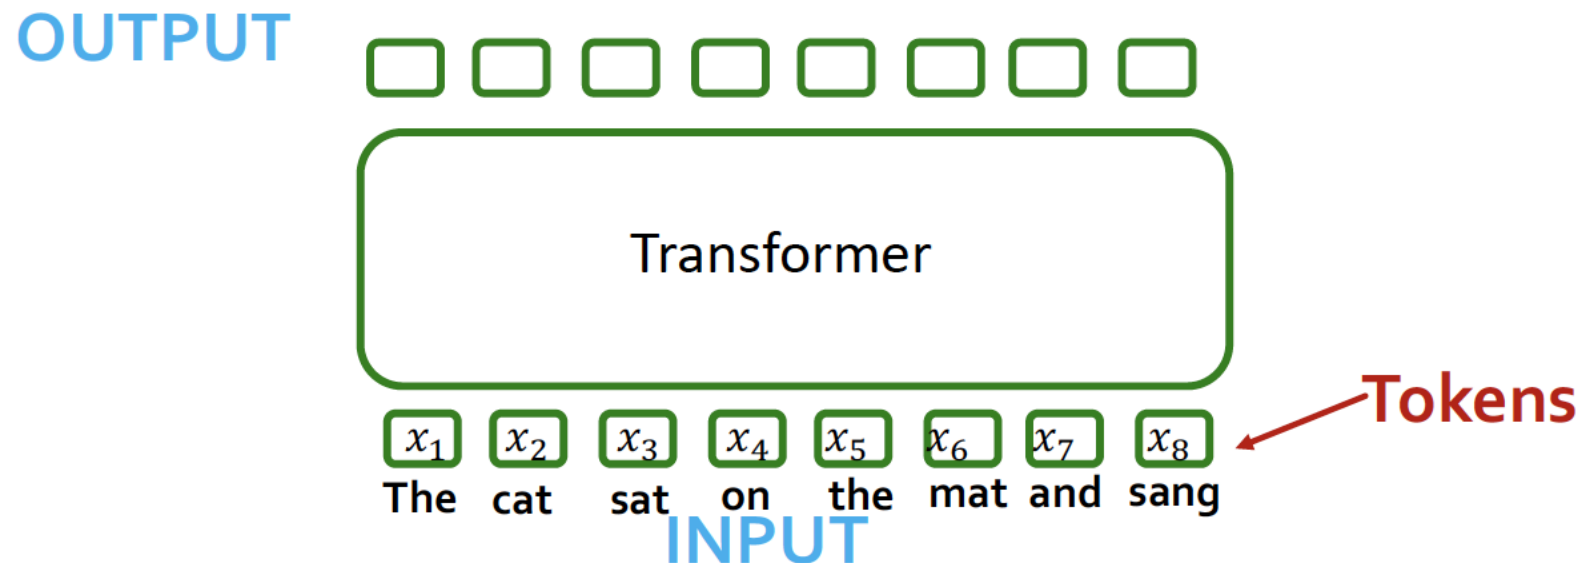 OUTPUT
Transformer
Tokens
x₁ x₂ x₃ x₄ x₅ x₆ x₇ x₈
The cat sat on the mat and sang
INPUT